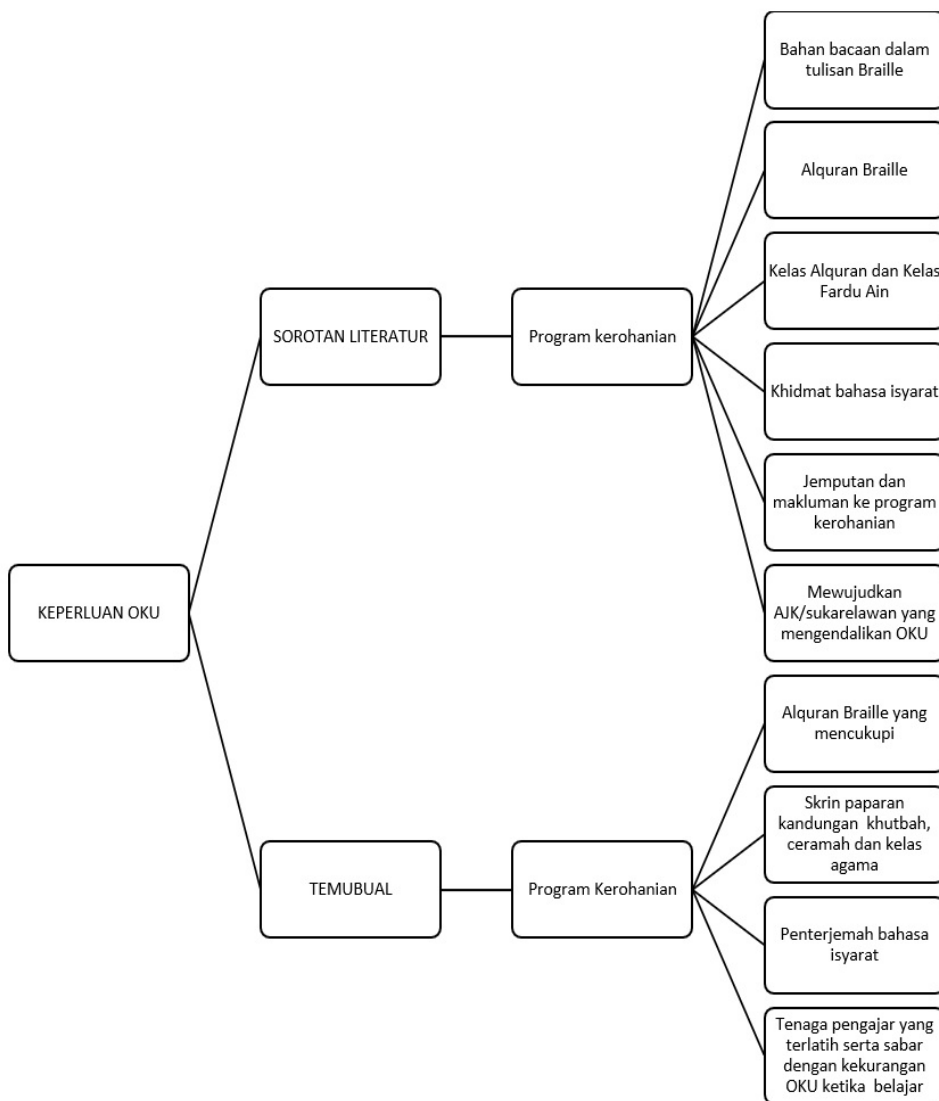 KEPERLUAN OKU
SOROTAN LITERATUR
Program kerohanian
Bahan bacaan dalam
tulisan Braille
Alquran Braille
Kelas Alquran dan Kelas
Fardu Ain
Khidmat bahasa isyarat
Jemputan dan
makluman ke program
kerohanian
Mewujudkan
AJK/sukarelawan yang
mengendalikan OKU
TEMUBUAL
Program Kerohanian
Alquran Braille yang
mencukupi
Skrin paparan
kandungan khutbah,
ceramah dan kelas
agama
Penterjemah bahasa
isyarat
Tenaga pengajar yang
terlatih serta sabar
dengan kekurangan
OKU ketika belajar